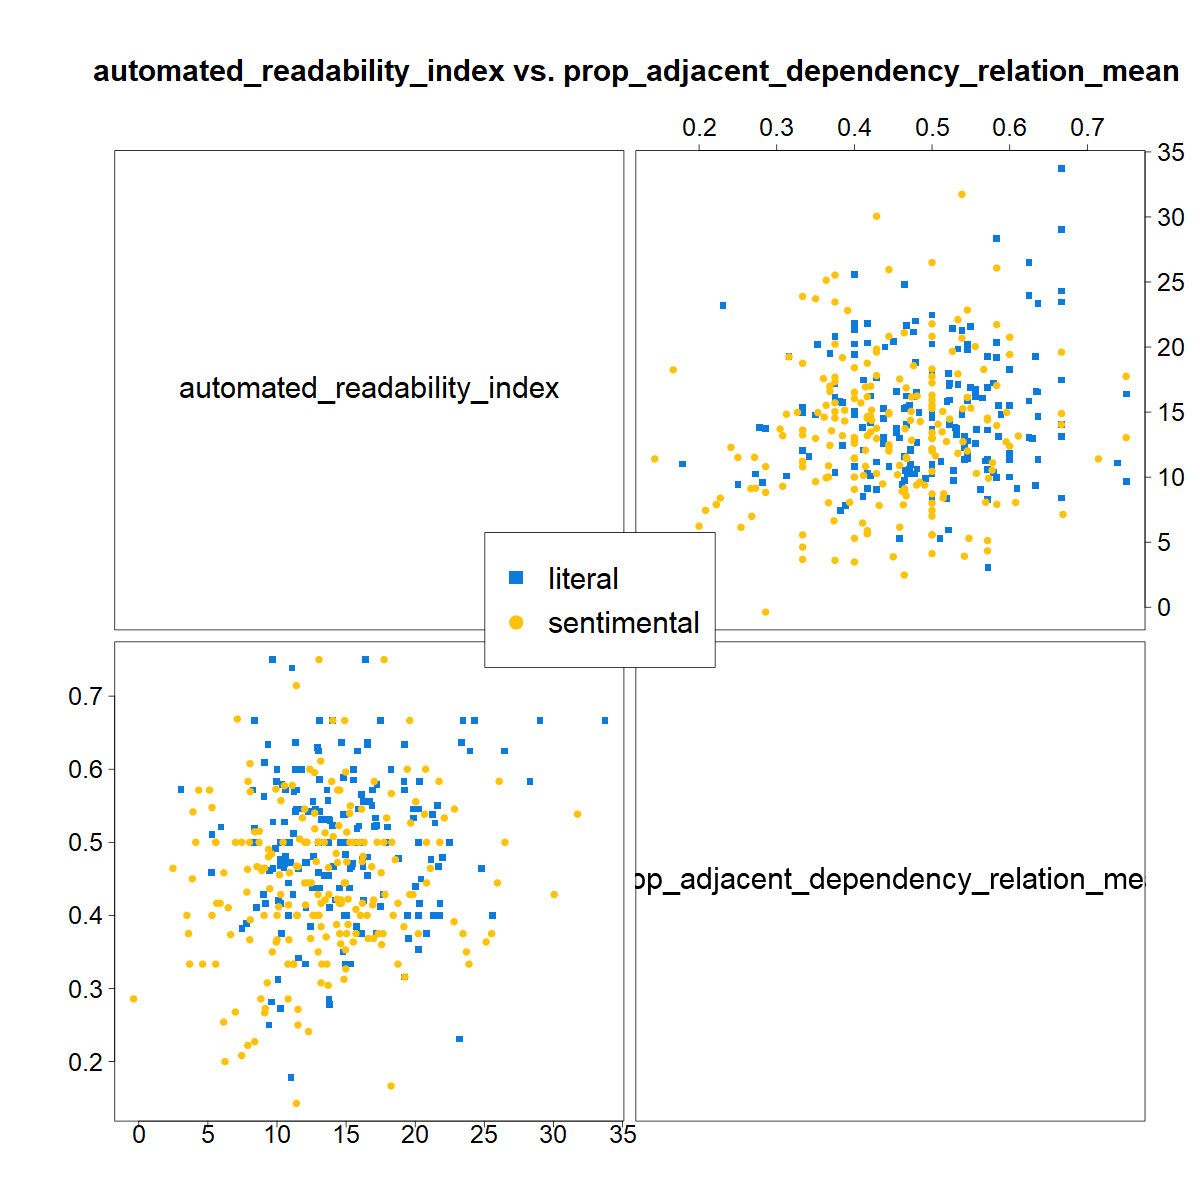 automated_readability_index vs. prop_adjacent_dependency_relation_mean
0.2 0.3 0.4 0.5 0.6 0.7
35
30
25
20
15
10
5
0
automated_readability_index
literal
sentimental
0.7
0.6
0.5
0.4
0.3
0.2
op_adjacent_dependency_relation_me
0 5 10 15 20 25 30 35